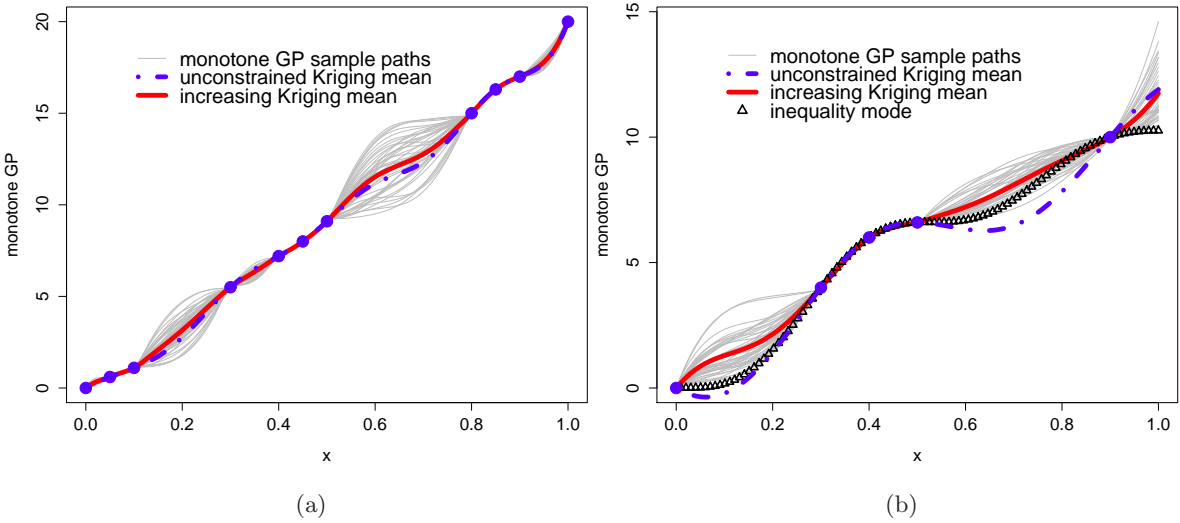 monotone GP sample paths
unconstrained Kriging mean
increasing Kriging mean
monotone GP
0
5
10
15
20
0.0
0.2
0.4
0.6
0.8
1.0
x
(a)
monotone GP sample paths
unconstrained Kriging mean
increasing Kriging mean
inequality mode
monotone GP
0
5
10
15
0.0
0.2
0.4
0.6
0.8
1.0
x
(b)